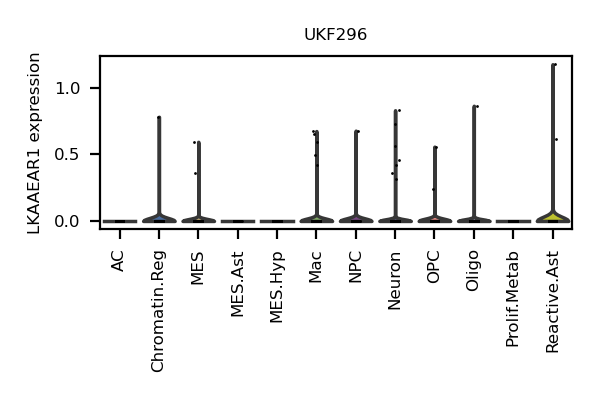 UKF296
LKAAEAR1 expression
1.0
0.5
0.0
AC
Chromatin.Reg
MES
MES.Ast
MES.Hyp
Mac
NPC
Neuron
OPC
Oligo
Prolif.Metab
Reactive.Ast